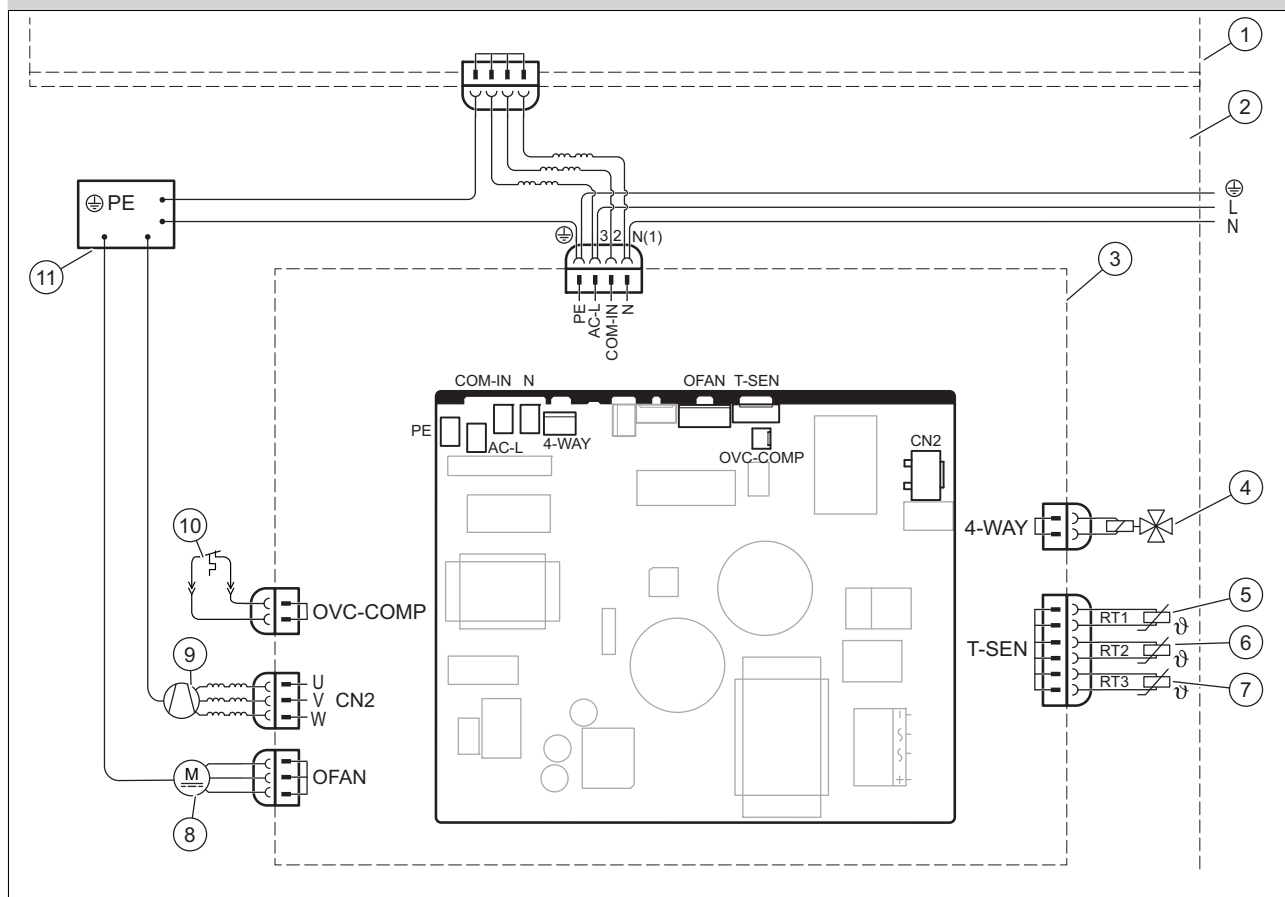 1
2
⏚ PE
⏚
L
N
11
⏚ 3 2 N(1)
3
PE
AC-L
COM-IN
N
COM-IN N OFAN T-SEN
PE
AC-L
4-WAY
OVC-COMP
CN2
4-WAY
4
10
OVC-COMP
T-SEN
RT1 ϑ
5
RT2 ϑ
6
RT3 ϑ
7
9
U
V
W
CN2
M
OFAN
8